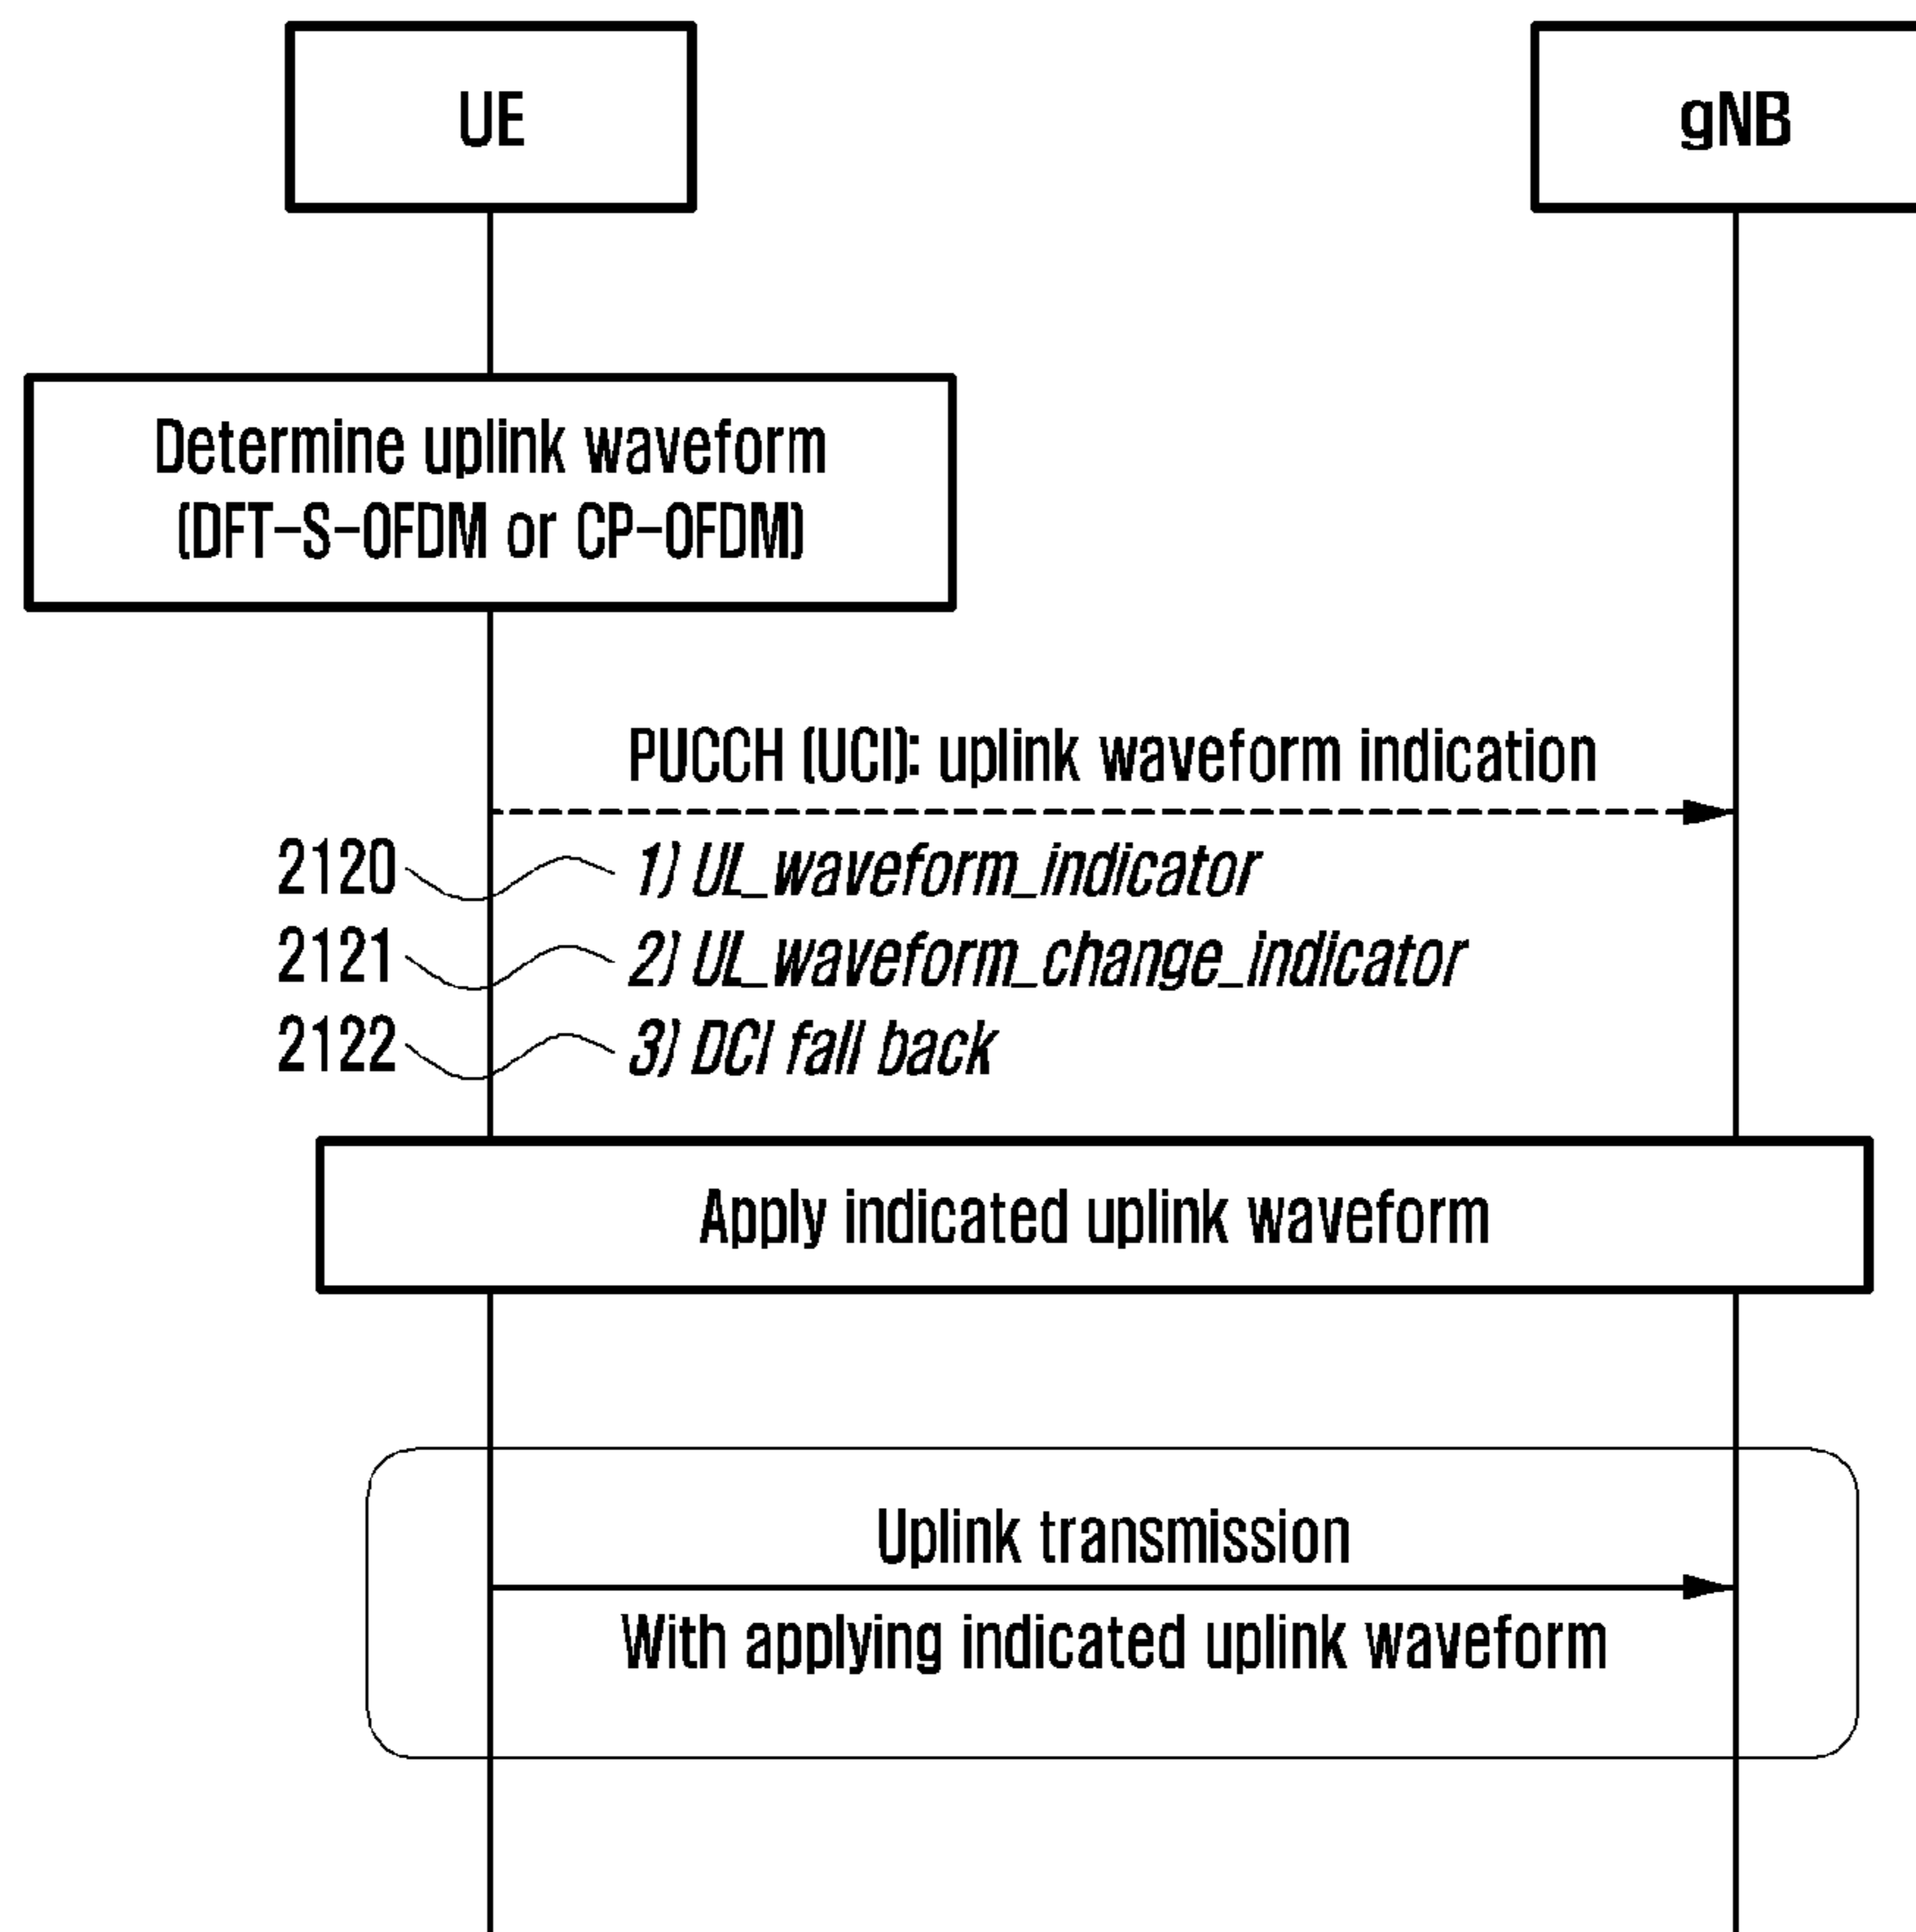 UE
gNB
Determine uplink waveform
(DFT-S-OFDM or CP-OFDM)
PUCCH (UCI): uplink waveform indication
2120 1) UL_waveform_indicator
2121 2) UL_waveform_change_indicator
2122 3) DCI fall back
Apply indicated uplink waveform
Uplink transmission
With applying indicated uplink waveform